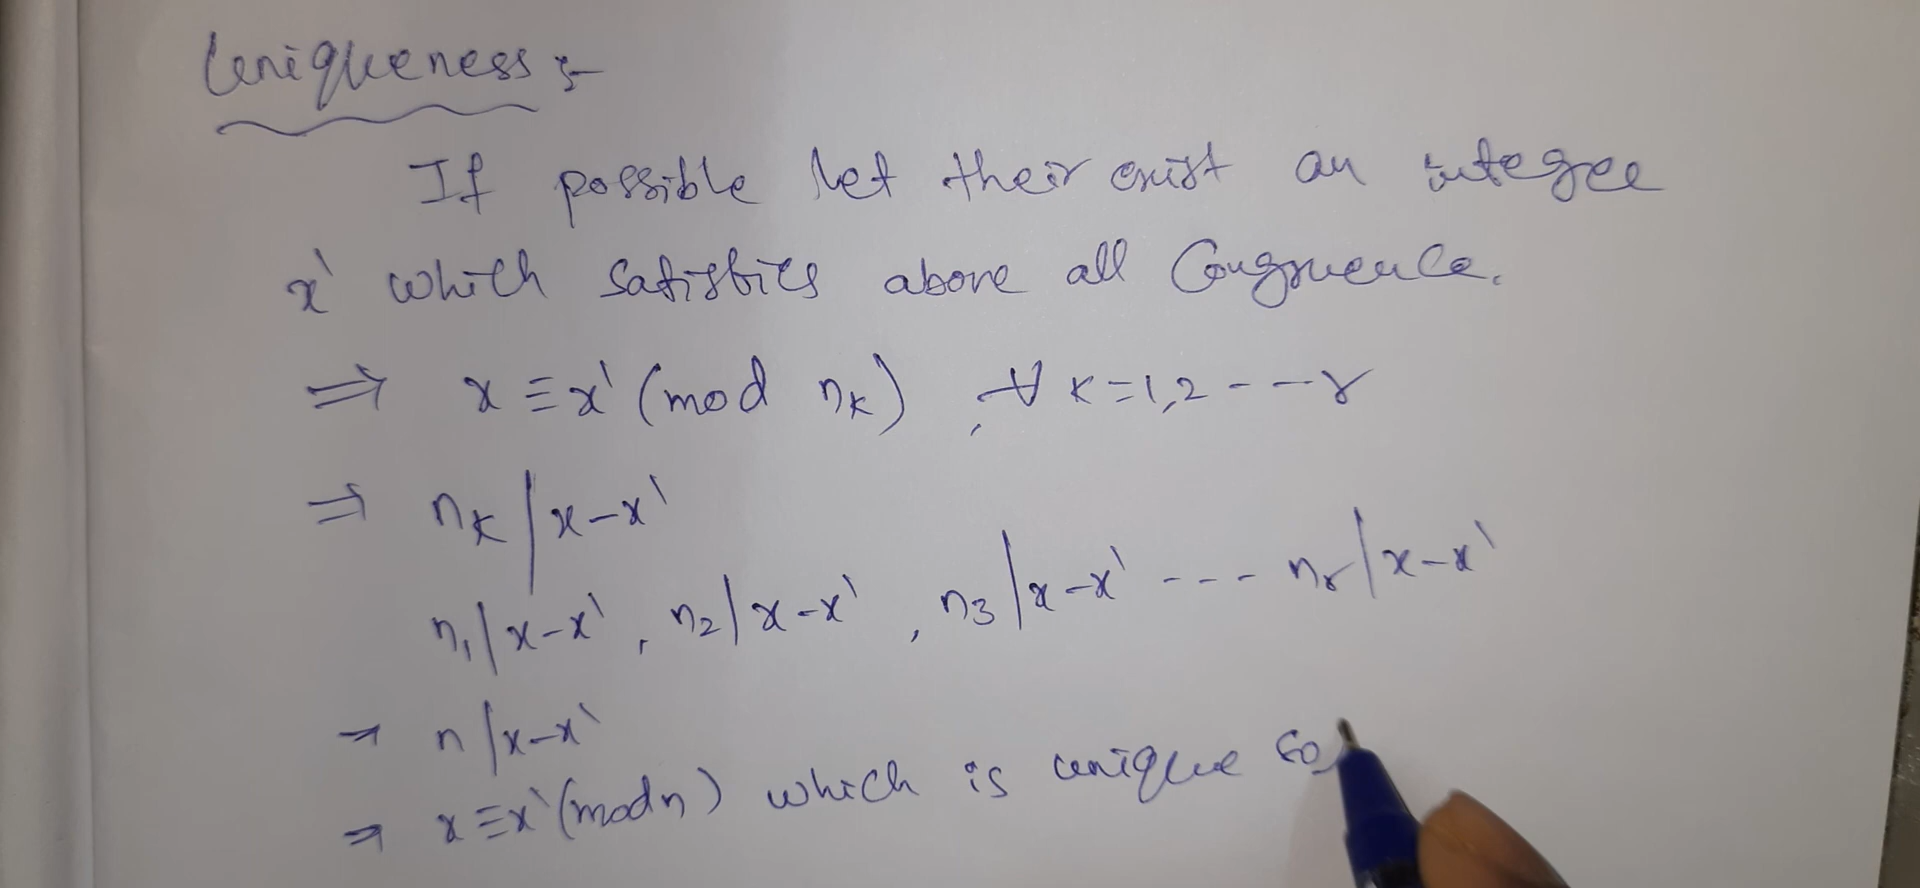 Uniqueness :-
If possible let their exist an integer
x' which satisfies above all Congruence.
⇒ x ≡ x' (mod nk), ∀ k = 1, 2 - - - r
⇒ nk | x - x'
n1 | x - x', n2 | x - x', n3 | x - x' - - - nr | x - x'
⇒ n | x - x'
⇒ x ≡ x' (mod n) which is unique so